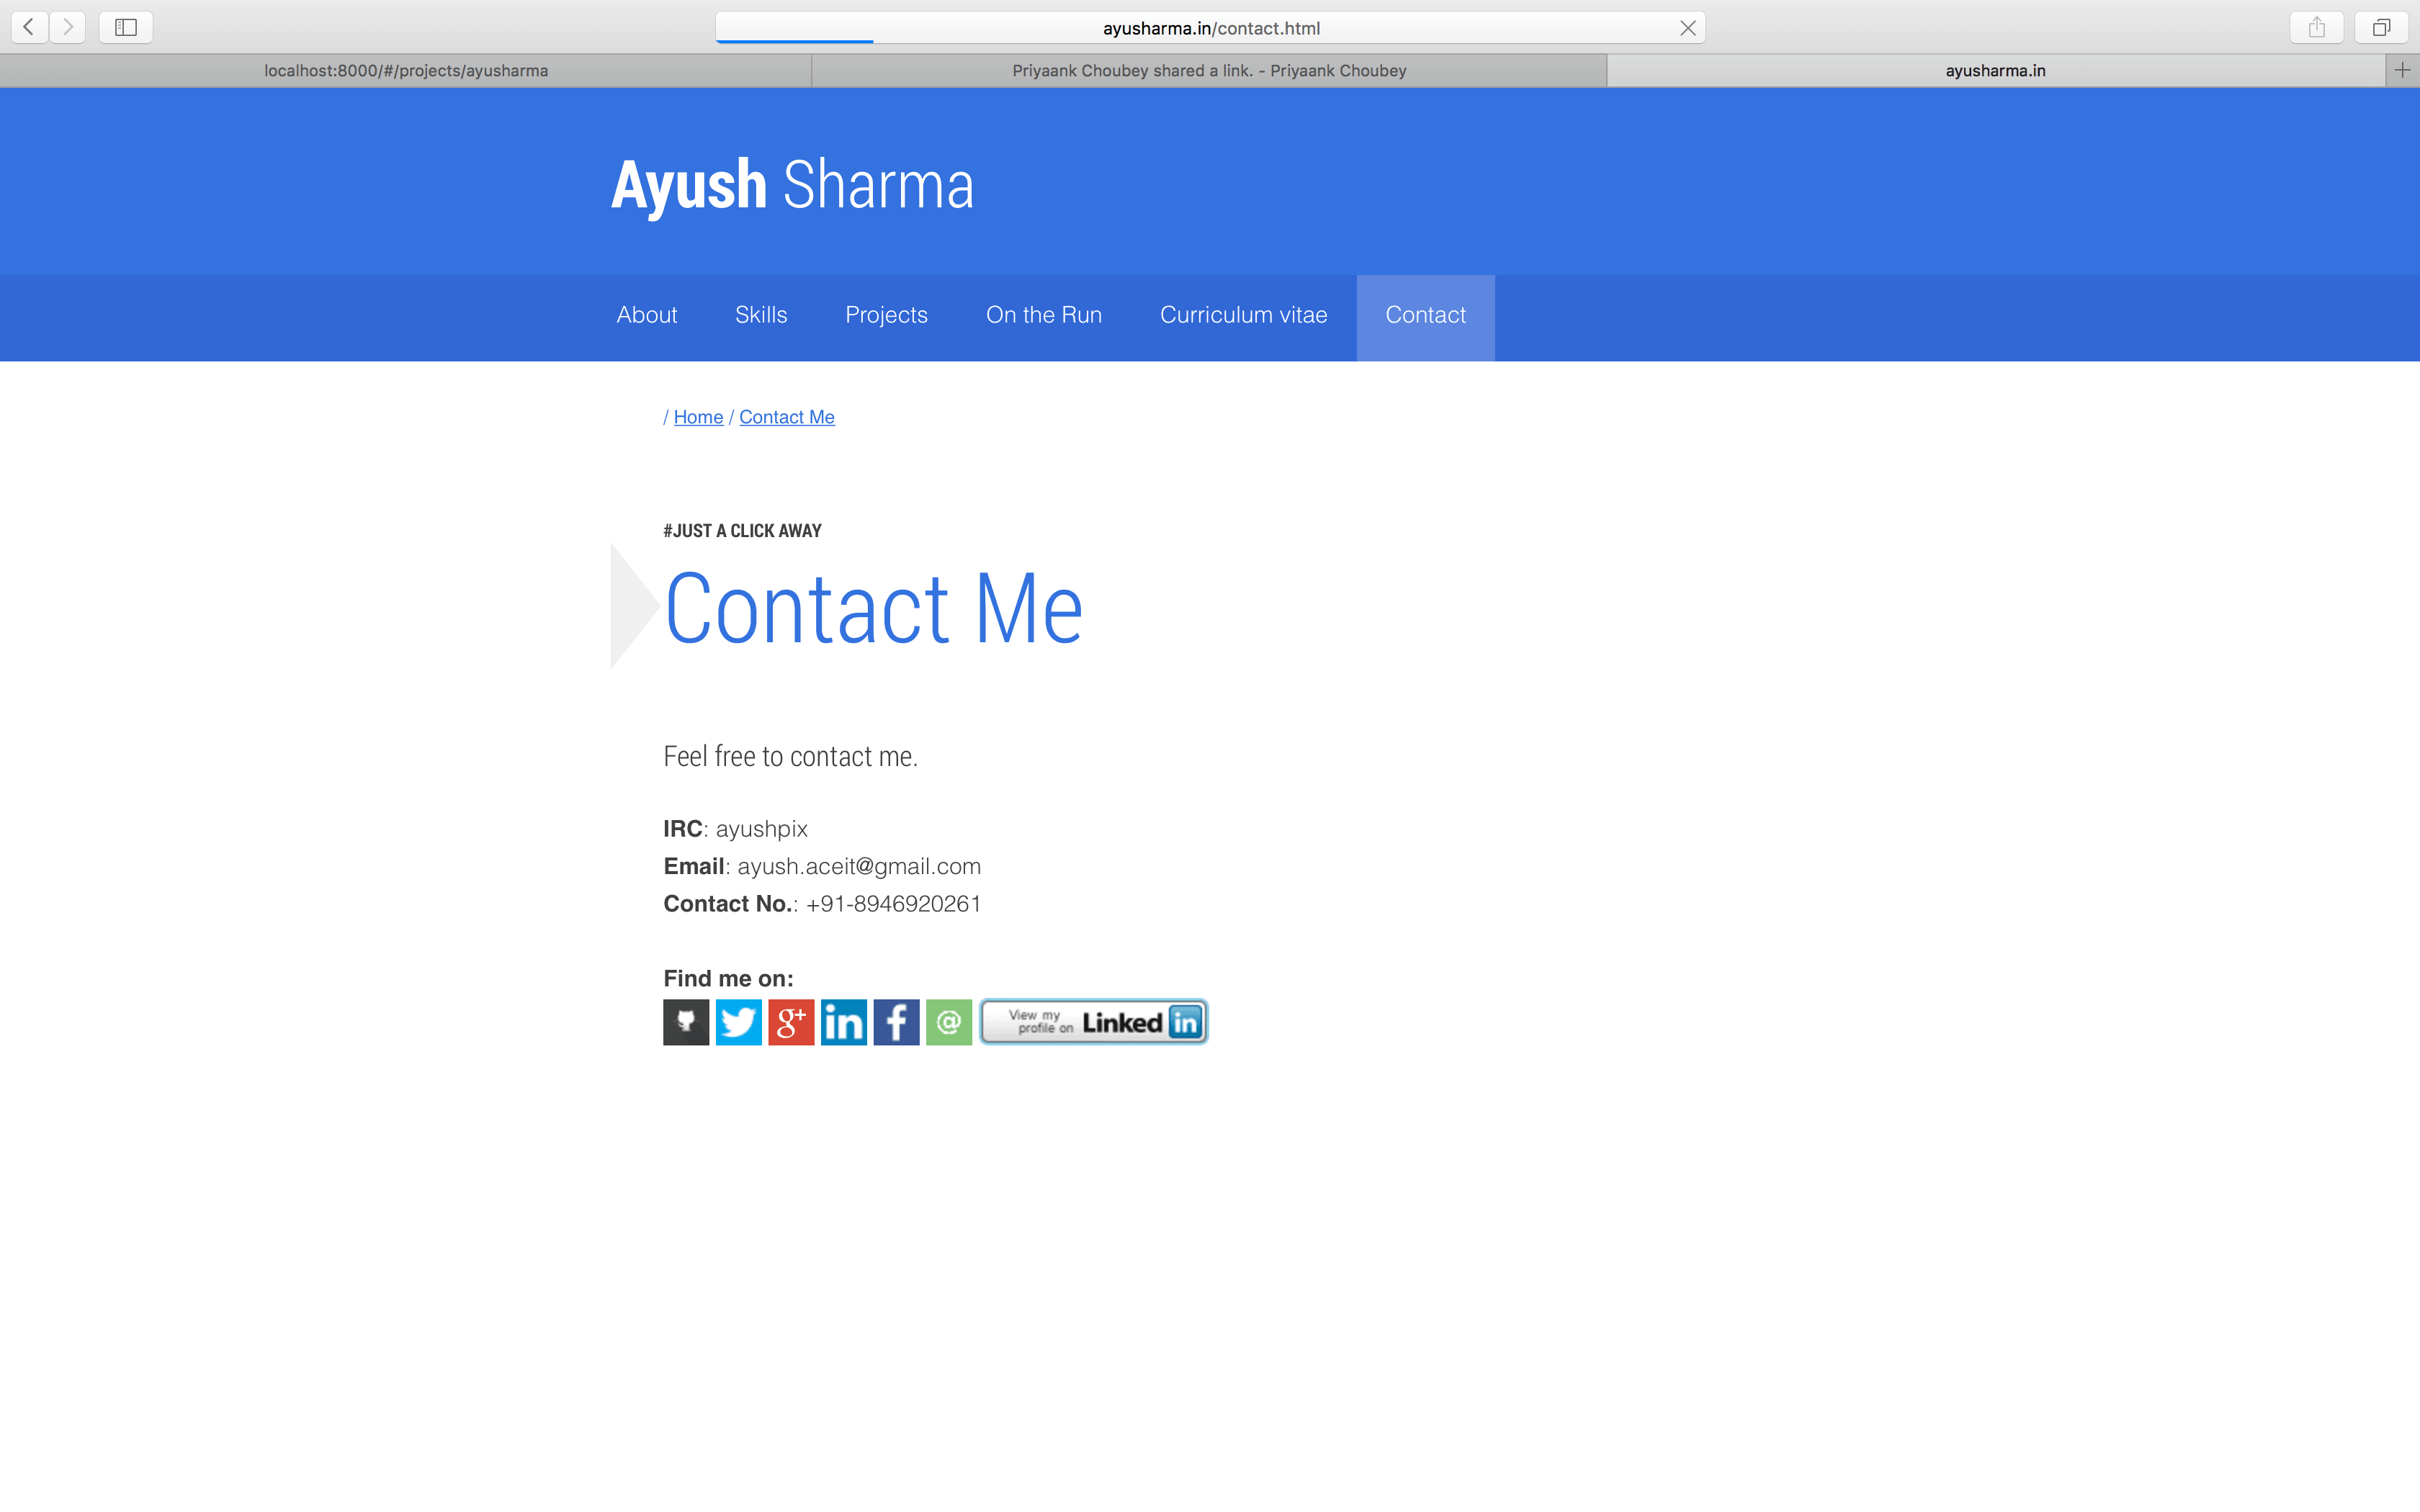 ayusharma.in/contact.html
localhost:8000/#/projects/ayusharma
Priyaank Choubey shared a link. - Priyaank Choubey
ayusharma.in
Ayush Sharma
About Skills Projects On the Run Curriculum vitae Contact
/ Home / Contact Me
#JUST A CLICK AWAY
Contact Me
Feel free to contact me.
IRC: ayushpix
Email: ayush.aceit@gmail.com
Contact No.: +91-8946920261
Find me on:
g+ in f @ View my profile on Linked in